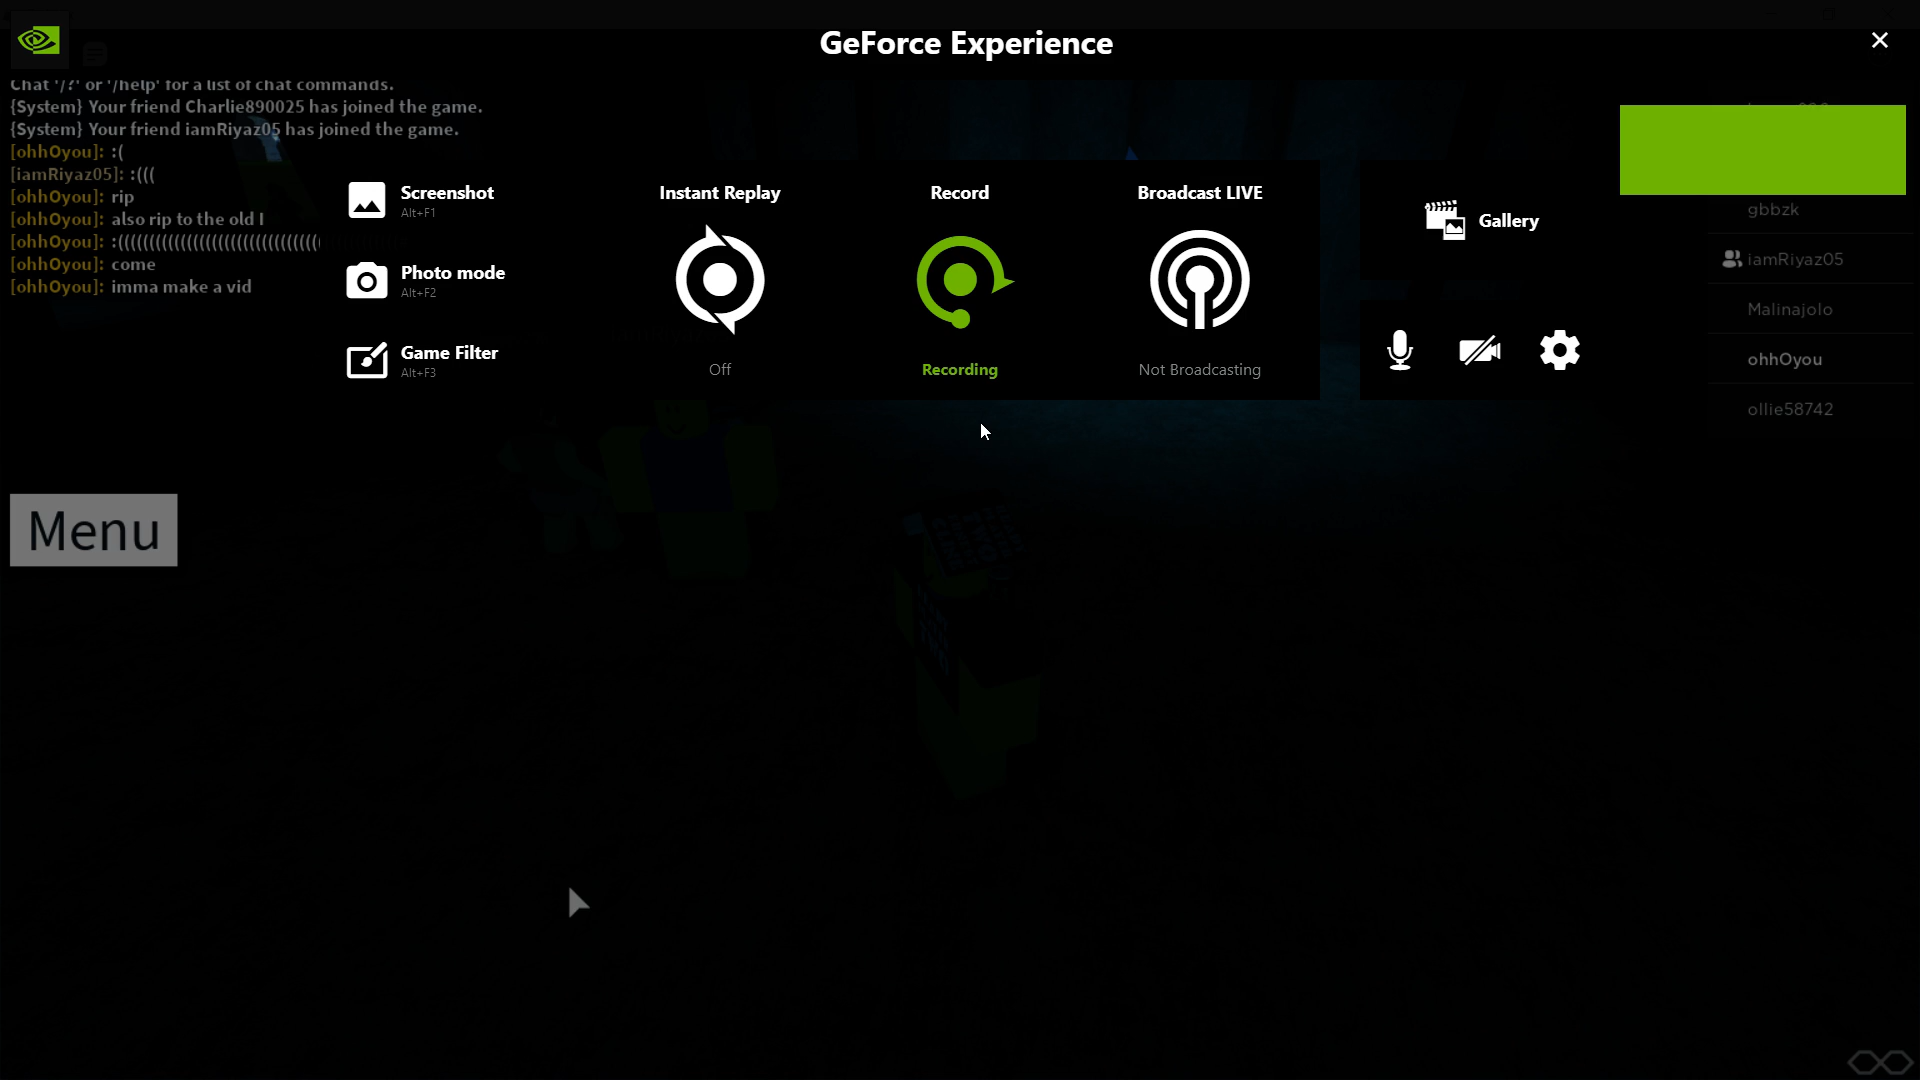 GeForce Experience
Chat '/?' or '/help' for a list of chat commands.
{System} Your friend Charlie890025 has joined the game.
{System} Your friend iamRiyaz05 has joined the game.
[ohhOyou]: :(
[iamRiyaz05]: :(((
[ohhOyou]: rip
[ohhOyou]: also rip to the old I
[ohhOyou]: :(((((((((((((((((((((((((((((((((
[ohhOyou]: come
[ohhOyou]: imma make a vid
Screenshot
Alt+F1
Photo mode
Alt+F2
Game Filter
Alt+F3
Instant Replay
Off
Record
Recording
Broadcast LIVE
Not Broadcasting
Gallery
gbbzk
iamRiyaz05
Malinajolo
ohhOyou
ollie58742
Menu